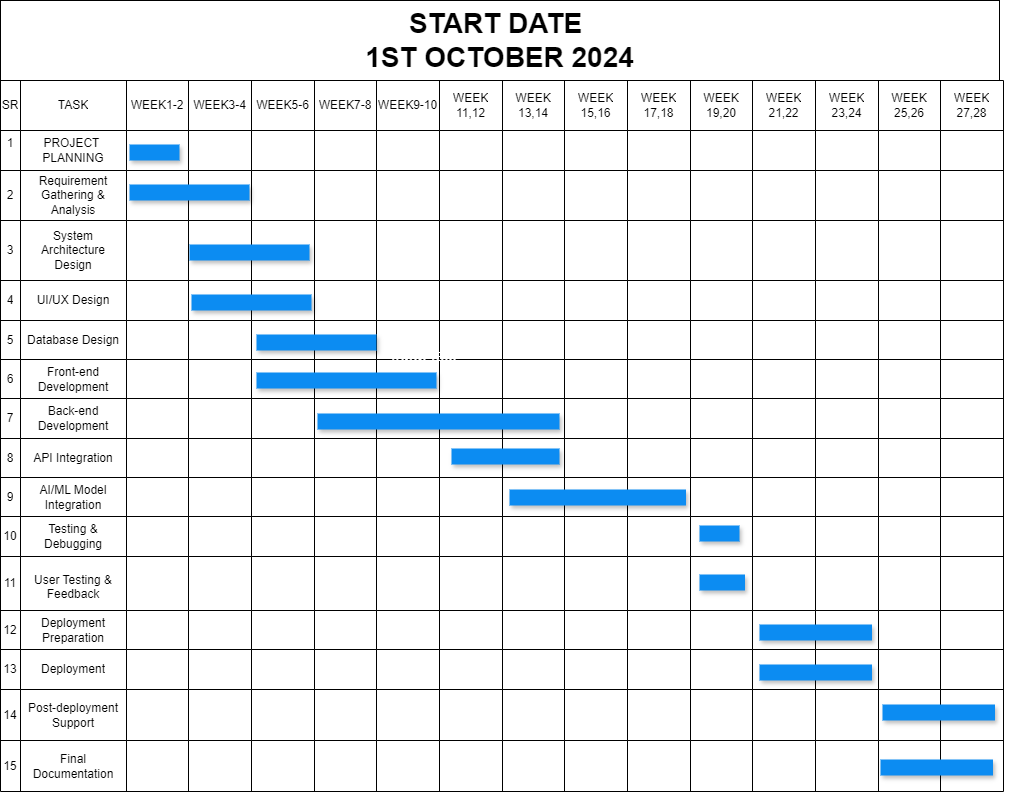 START DATE
1ST OCTOBER 2024
SR
TASK
WEEK1-2
WEEK3-4
WEEK5-6
WEEK7-8
WEEK9-10
WEEK
11,12
WEEK
13,14
WEEK
15,16
WEEK
17,18
WEEK
19,20
WEEK
21,22
WEEK
23,24
WEEK
25,26
WEEK
27,28
1
PROJECT
PLANNING
2
Requirement
Gathering &
Analysis
3
System
Architecture
Design
4
UI/UX Design
5
Database Design
6
Front-end
Development
7
Back-end
Development
8
API Integration
9
AI/ML Model
Integration
10
Testing &
Debugging
11
User Testing &
Feedback
12
Deployment
Preparation
13
Deployment
14
Post-deployment
Support
15
Final
Documentation